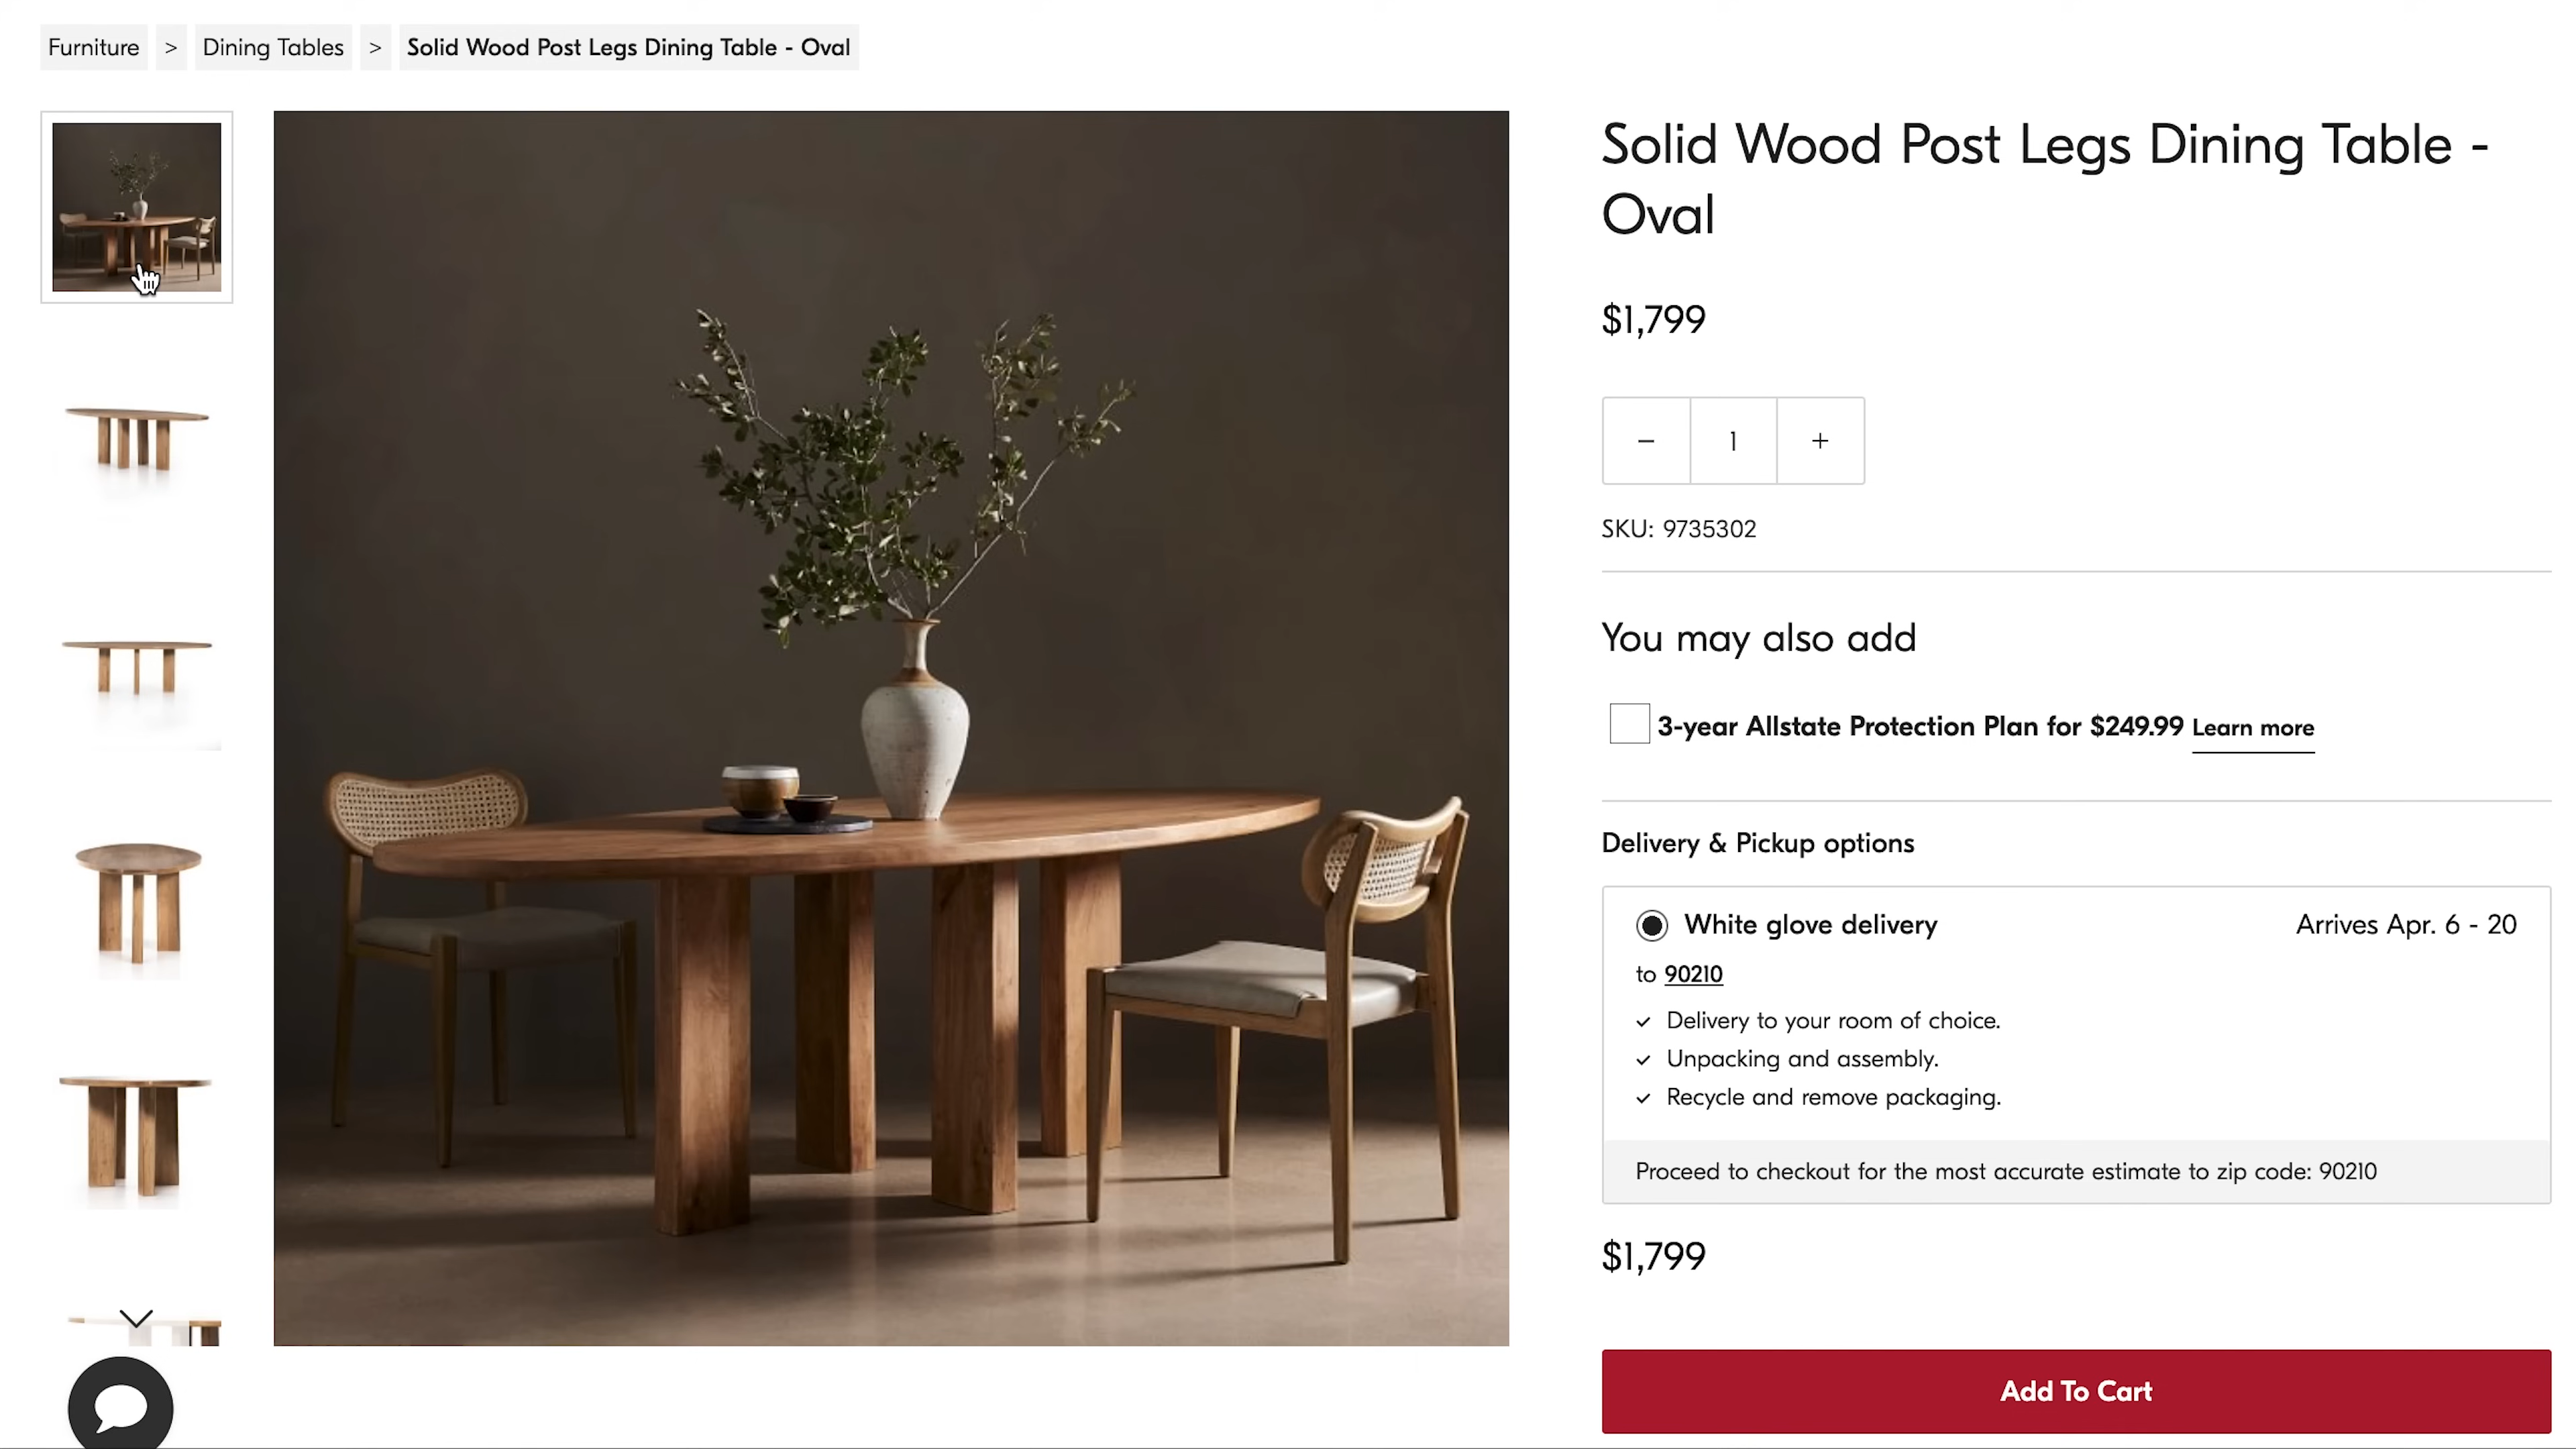 Furniture > Dining Tables > Solid Wood Post Legs Dining Table - Oval
Solid Wood Post Legs Dining Table -
Oval
$1,799
− 1 +
SKU: 9735302
You may also add
3-year Allstate Protection Plan for $249.99 Learn more
Delivery & Pickup options
White glove delivery Arrives Apr. 6 - 20
to 90210
Delivery to your room of choice.
Unpacking and assembly.
Recycle and remove packaging.
Proceed to checkout for the most accurate estimate to zip code: 90210
$1,799
Add To Cart